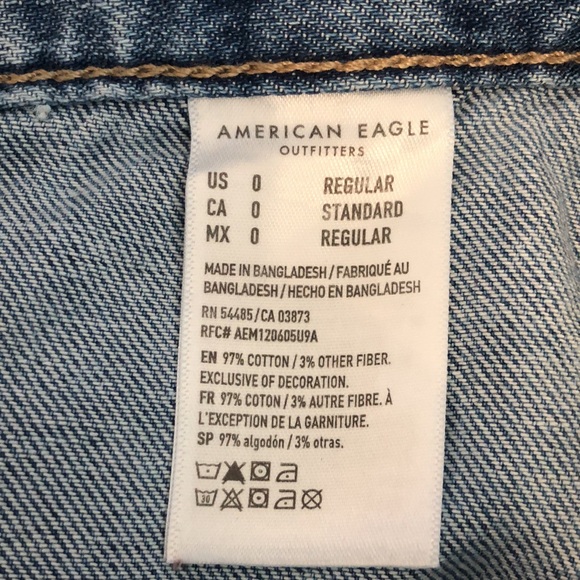 AMERICAN EAGLE
OUTFITTERS
US 0 REGULAR
CA 0 STANDARD
MX 0 REGULAR
MADE IN BANGLADESH / FABRIQUÉ AU
BANGLADESH / HECHO EN BANGLADESH
RN 54485 / CA 03873
RFC# AEM120605U9A
EN 97% COTTON / 3% OTHER FIBER.
EXCLUSIVE OF DECORATION.
FR 97% COTON / 3% AUTRE FIBRE. À
L'EXCEPTION DE LA GARNITURE.
SP 97% algodón / 3% otras.
30